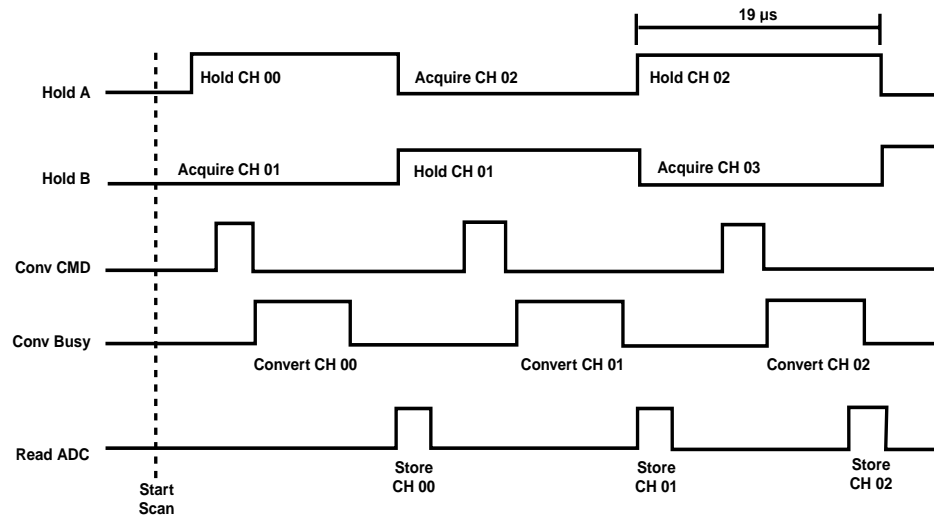 19 µs
Hold A
Hold CH 00
Acquire CH 02
Hold CH 02
Hold B
Acquire CH 01
Hold CH 01
Acquire CH 03
Conv CMD
Conv Busy
Convert CH 00
Convert CH 01
Convert CH 02
Read ADC
Store
CH 00
Store
CH 01
Store
CH 02
Start
Scan